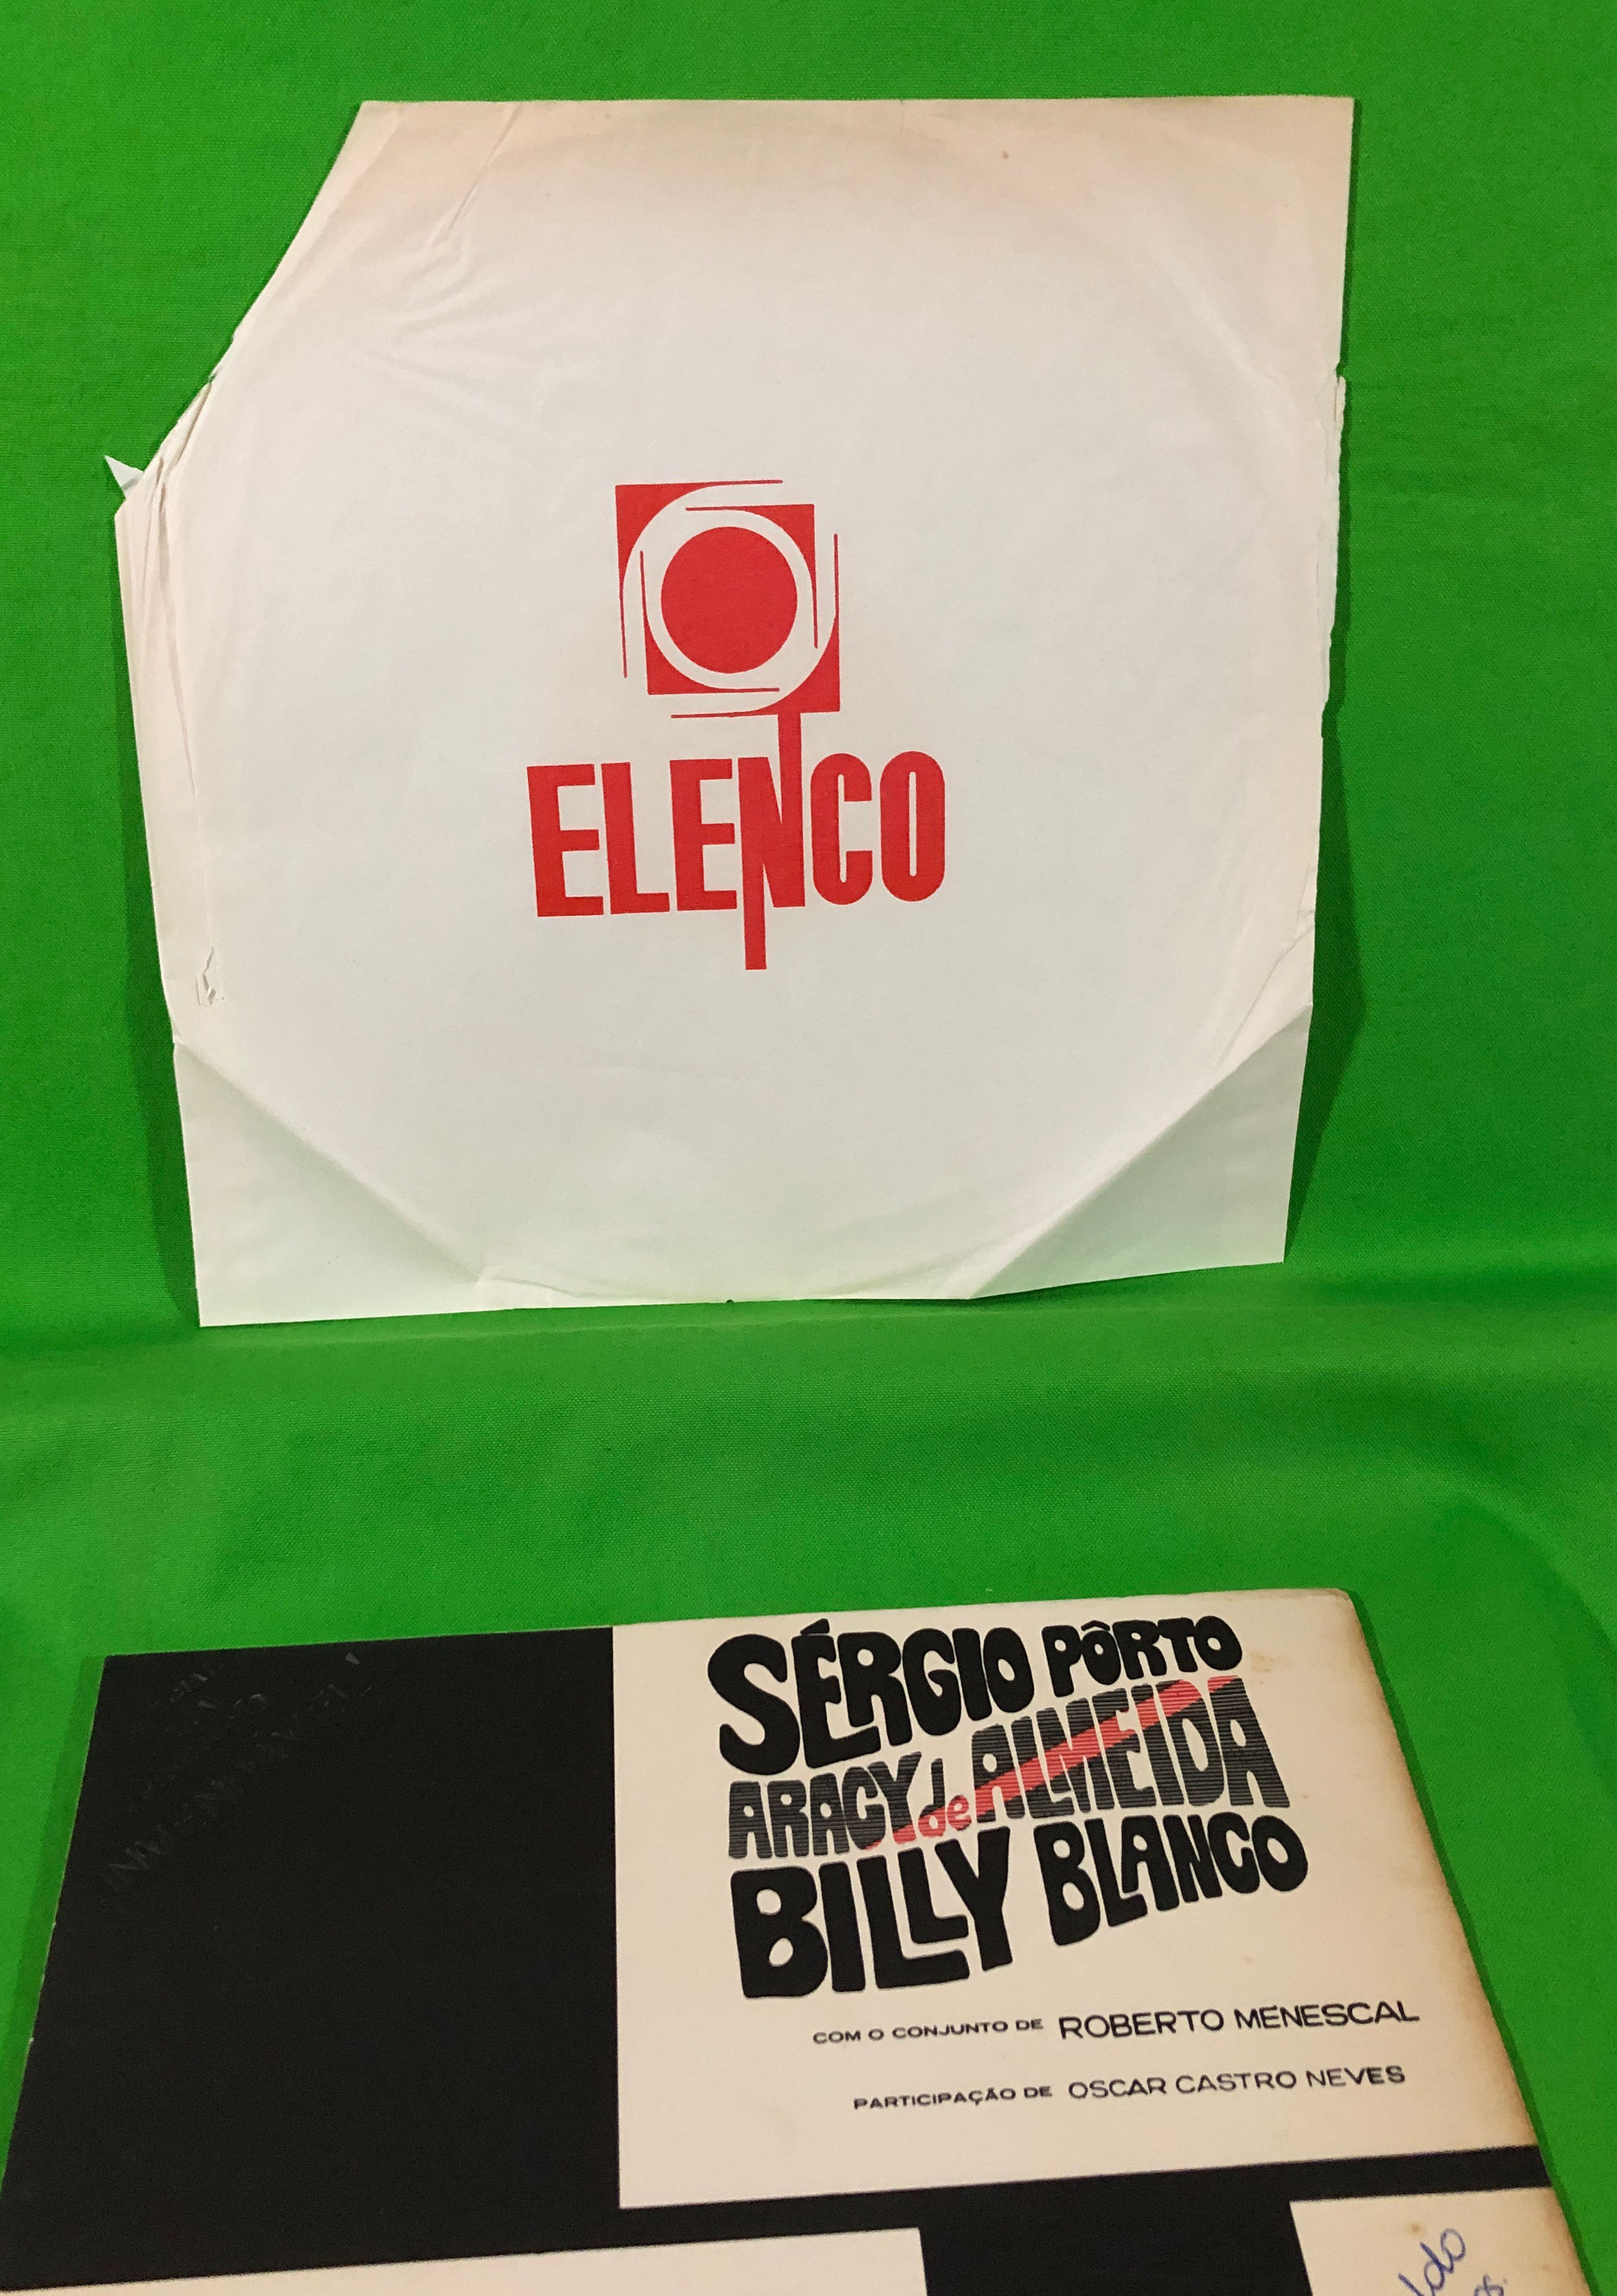 ELENCO
SÉRGIO PÔRTO
ARACY de ALMEIDA
BILLY BLANCO
COM O CONJUNTO DE ROBERTO MENESCAL
PARTICIPAÇÃO DE OSCAR CASTRO NEVES